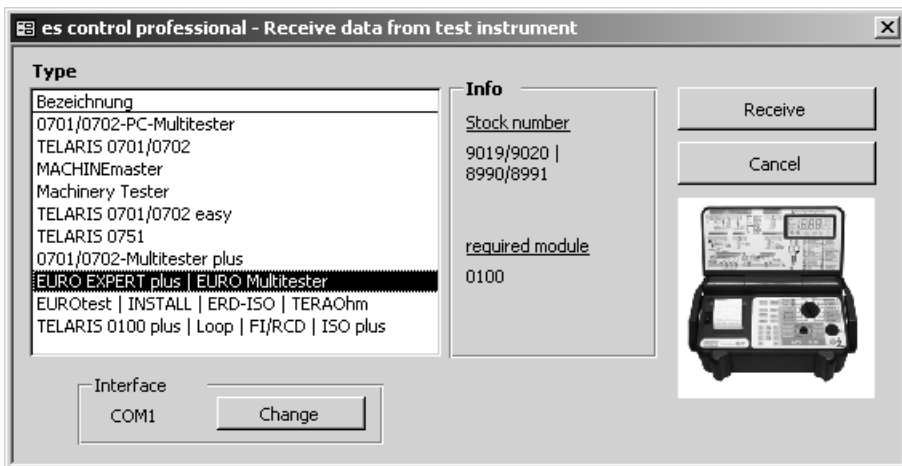 es control professional - Receive data from test instrument
Type
Bezeichnung
0701/0702-PC-Multitester
TELARIS 0701/0702
MACHINEmaster
Machinery Tester
TELARIS 0701/0702 easy
TELARIS 0751
0701/0702-Multitester plus
EURO EXPERT plus | EURO Multitester
EUROtest | INSTALL | ERD-ISO | TERAOhm
TELARIS 0100 plus | Loop | FI/RCD | ISO plus
Interface
COM1
Change
Info
Stock number
9019/9020 |
8990/8991
required module
0100
Receive
Cancel